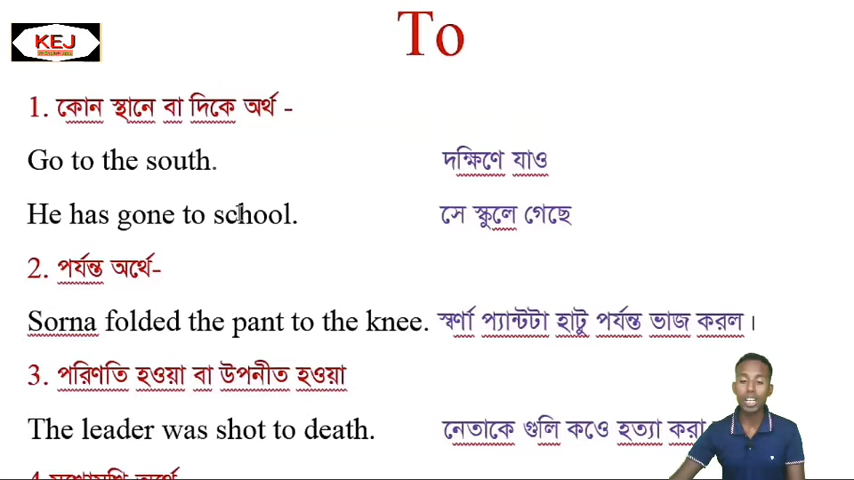 KEJ
To
1. কোন স্থানে বা দিকে অর্থ -
Go to the south. দক্ষিণে যাও
He has gone to school. সে স্কুলে গেছে
2. পর্যন্ত অর্থে-
Sorna folded the pant to the knee. স্বর্ণা প্যান্টটা হাটু পর্যন্ত ভাজ করল।
3. পরিণতি হওয়া বা উপনীত হওয়া
The leader was shot to death. নেতাকে গুলি কওে হত্যা করা